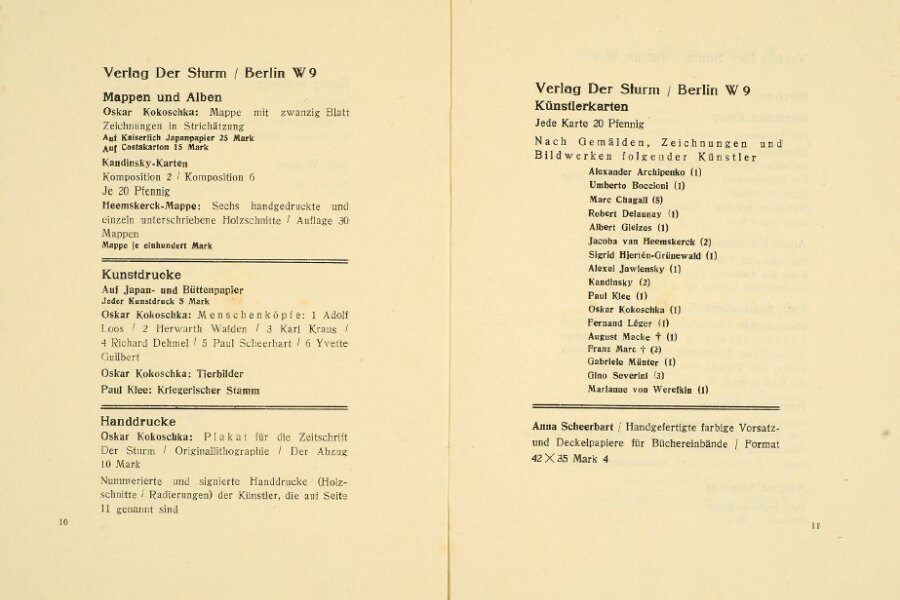 Verlag Der Sturm / Berlin W 9
Mappen und Alben
Oskar Kokoschka: Mappe mit zwanzig Blatt
Zeichnungen in Strichätzung
Auf Kaiserlich Japanpapier 25 Mark
Auf Costakarton 15 Mark
Kandinsky-Karten
Komposition 2 / Komposition 6
Je 20 Pfennig
Heemskerck-Mappe: Sechs handgedruckte und
einzeln unterschriebene Holzschnitte / Auflage 30
Mappen
Mappe je einhundert Mark
Kunstdrucke
Auf Japan- und Büttenpapier
Jeder Kunstdruck 5 Mark
Oskar Kokoschka: Menschenköpfe: 1 Adolf
Loos / 2 Herwarth Walden / 3 Karl Kraus /
4 Richard Dehmel / 5 Paul Scheerbart / 6 Yvette
Guilbert
Oskar Kokoschka: Tierbilder
Paul Klee: Kriegerischer Stamm
Handdrucke
Oskar Kokoschka: Plakat für die Zeitschrift
Der Sturm / Originallithographie / Der Abzug
10 Mark
Nummerierte und signierte Handdrucke (Holz-
schnitte / Radierungen) der Künstler, die auf Seite
11 genannt sind
10
Verlag Der Sturm / Berlin W 9
Künstlerkarten
Jede Karte 20 Pfennig
Nach Gemälden, Zeichnungen und
Bildwerken folgender Künstler
Alexander Archipenko (1)
Umberto Boccioni (1)
Marc Chagall (8)
Robert Delaunay (1)
Albert Gleizes (1)
Jacoba van Heemskerck (2)
Sigrid Hjertén-Grünewald (1)
Alexei Jawlensky (1)
Kandinsky (2)
Paul Klee (1)
Oskar Kokoschka (1)
Fernand Léger (1)
August Macke † (1)
Franz Marc † (2)
Gabriele Münter (1)
Gino Severini (3)
Marianne von Werefkin (1)
Anna Scheerbart / Handgefertigte farbige Vorsatz-
und Deckelpapiere für Büchereinbände / Format
42 × 35 Mark 4
11